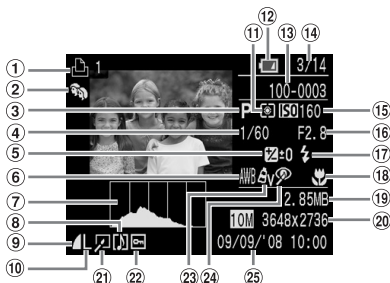 ⑪ ⑫ ⑬ ⑭
① 1 3/14
② 100-0003
③ P ISO160 ⑮
④ 1/60 F2.8 ⑯
⑤ ±0 ⑰
⑥ AWB Av ⑱
⑦ 2.85MB ⑲
⑧ 10M 3648x2736 ⑳
⑨ L 09/09/'08 10:00
⑩ ㉑ ㉒ ㉓ ㉔ ㉕